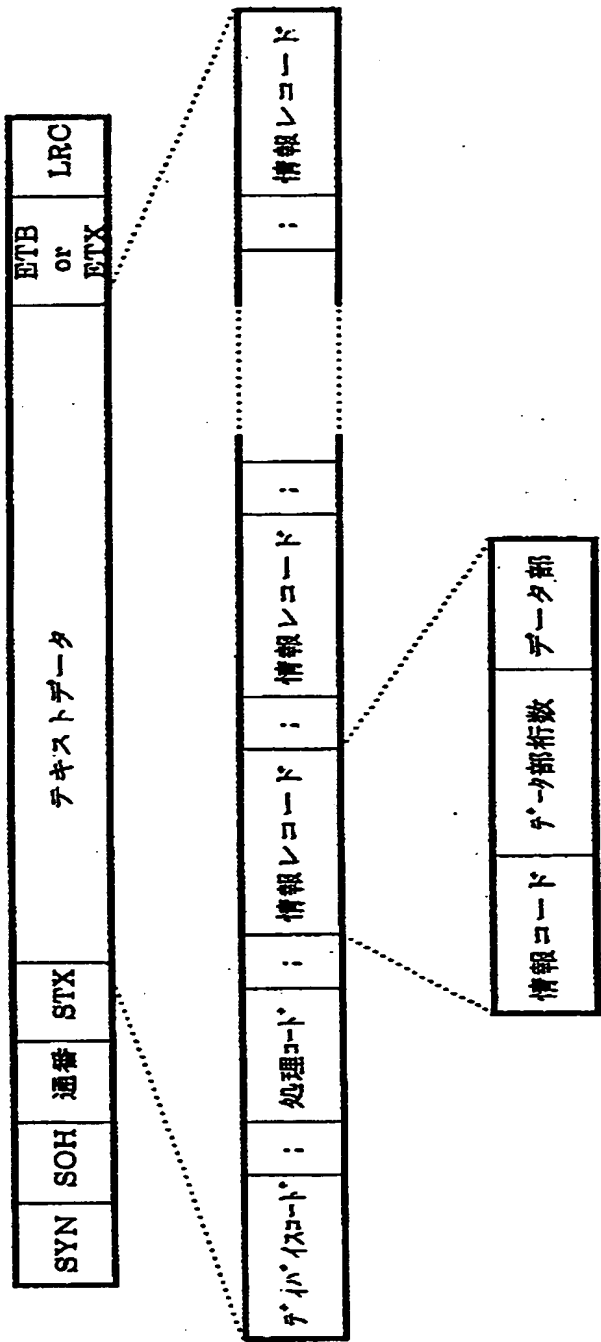 SYN SOH 通番 STX テキストデータ ETB or ETX LRC
ディバイスコード : 処理コード : 情報レコード : 情報レコード : : 情報レコード
情報コード データ部桁数 データ部